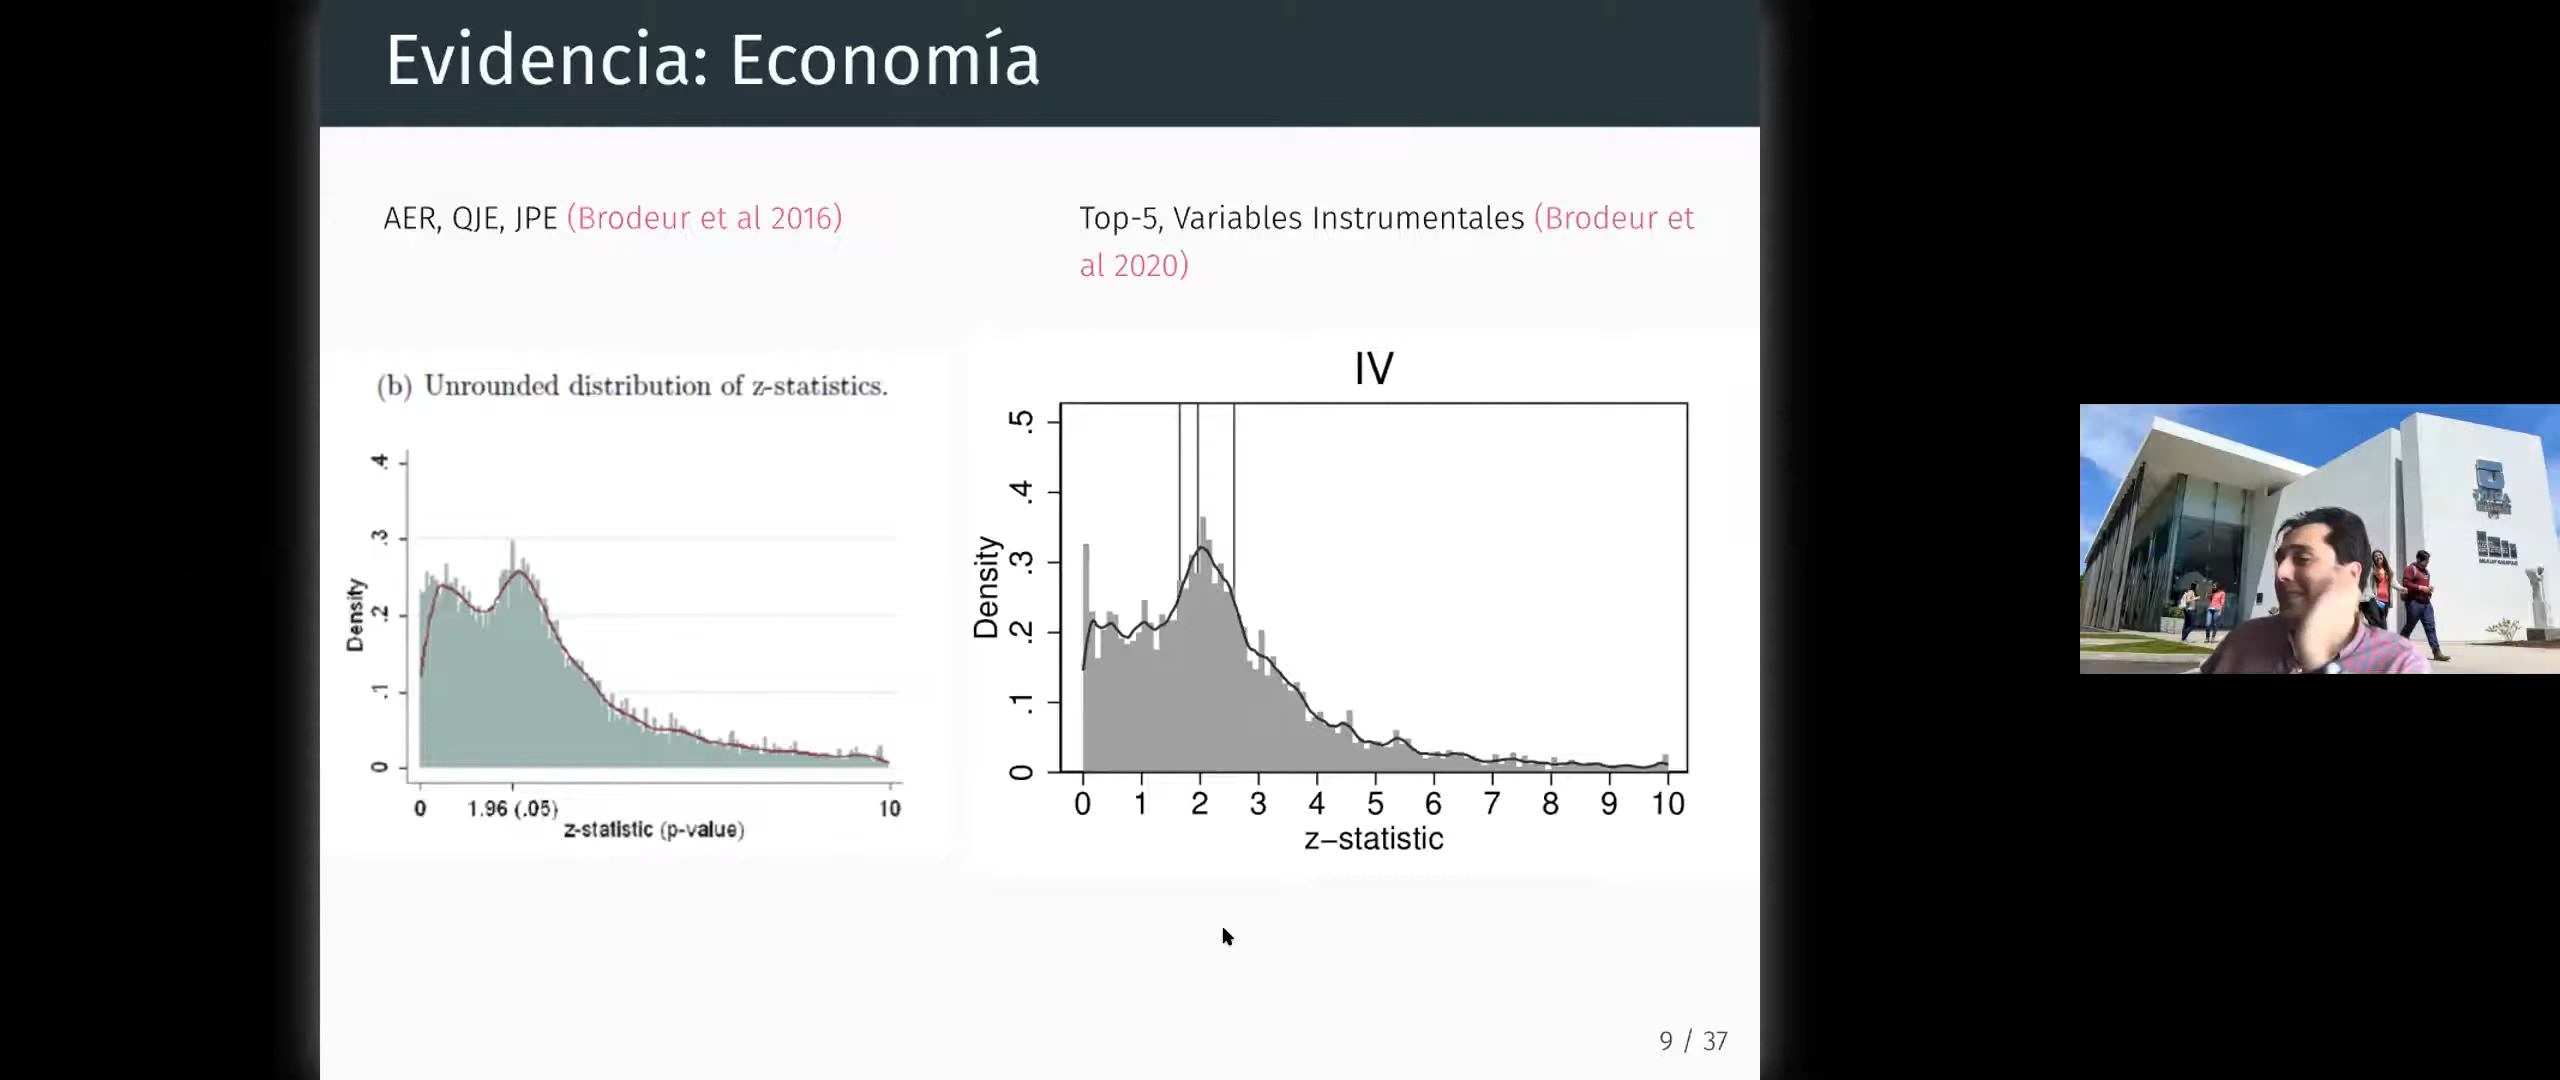 Evidencia: Economía
AER, QJE, JPE (Brodeur et al 2016)
Top-5, Variables Instrumentales (Brodeur et
al 2020)
(b) Unrounded distribution of z-statistics.
.4
.3
.2
.1
0
Density
0
1.96 (.05)
10
z-statistic (p-value)
IV
.5
.4
.3
.2
.1
0
Density
0 1 2 3 4 5 6 7 8 9 10
z−statistic
9 / 37